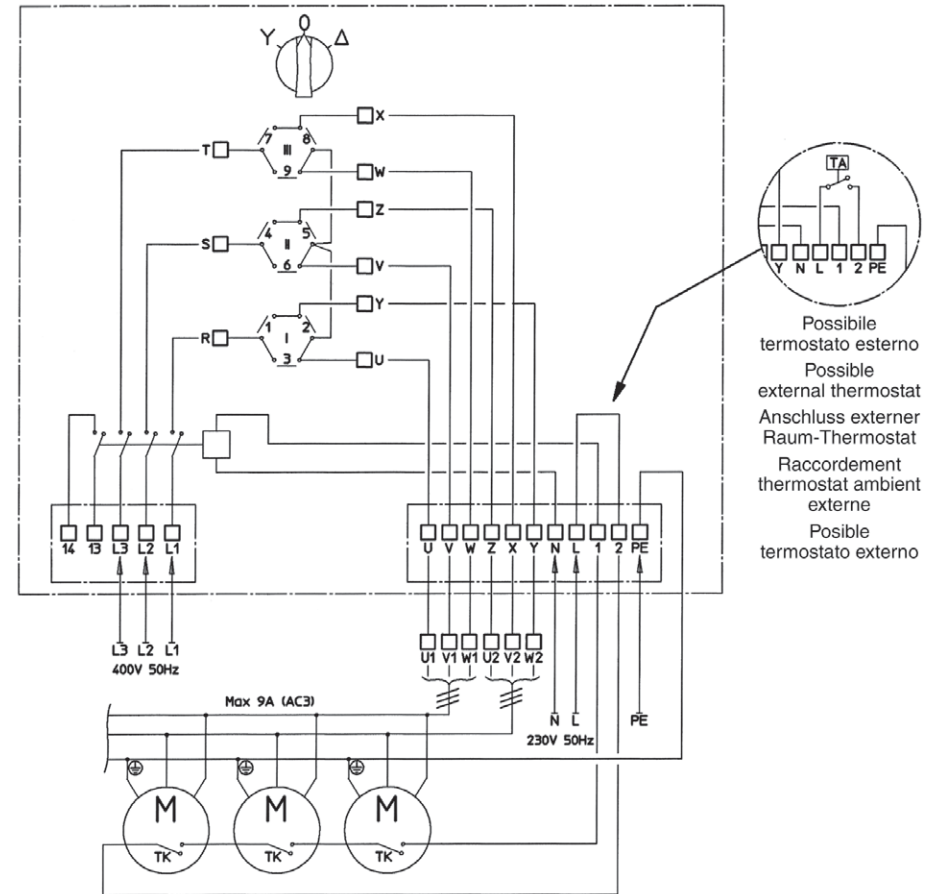 Y O Δ
X
7 8
T III
9
W
Z
4 5
S II
6
V
Y
1 2
R I
3
U
TA
Y N L 1 2 PE
Possibile
termostato esterno
Possible
external thermostat
Anschluss externer
Raum-Thermostat
Raccordement
thermostat ambient
externe
Posible
termostato externo
14 13 L3 L2 L1
U V W Z X Y N L 1 2 PE
L3 L2 L1
400V 50Hz
U1 V1 W1 U2 V2 W2
Max 9A (AC3)
N L PE
230V 50Hz
M M M
TK TK TK